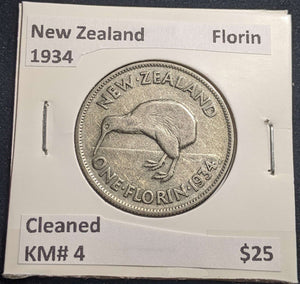 New Zealand Florin
1934
NEW·ZEALAND
ONE·FLORIN·1934
Cleaned
KM# 4 $25